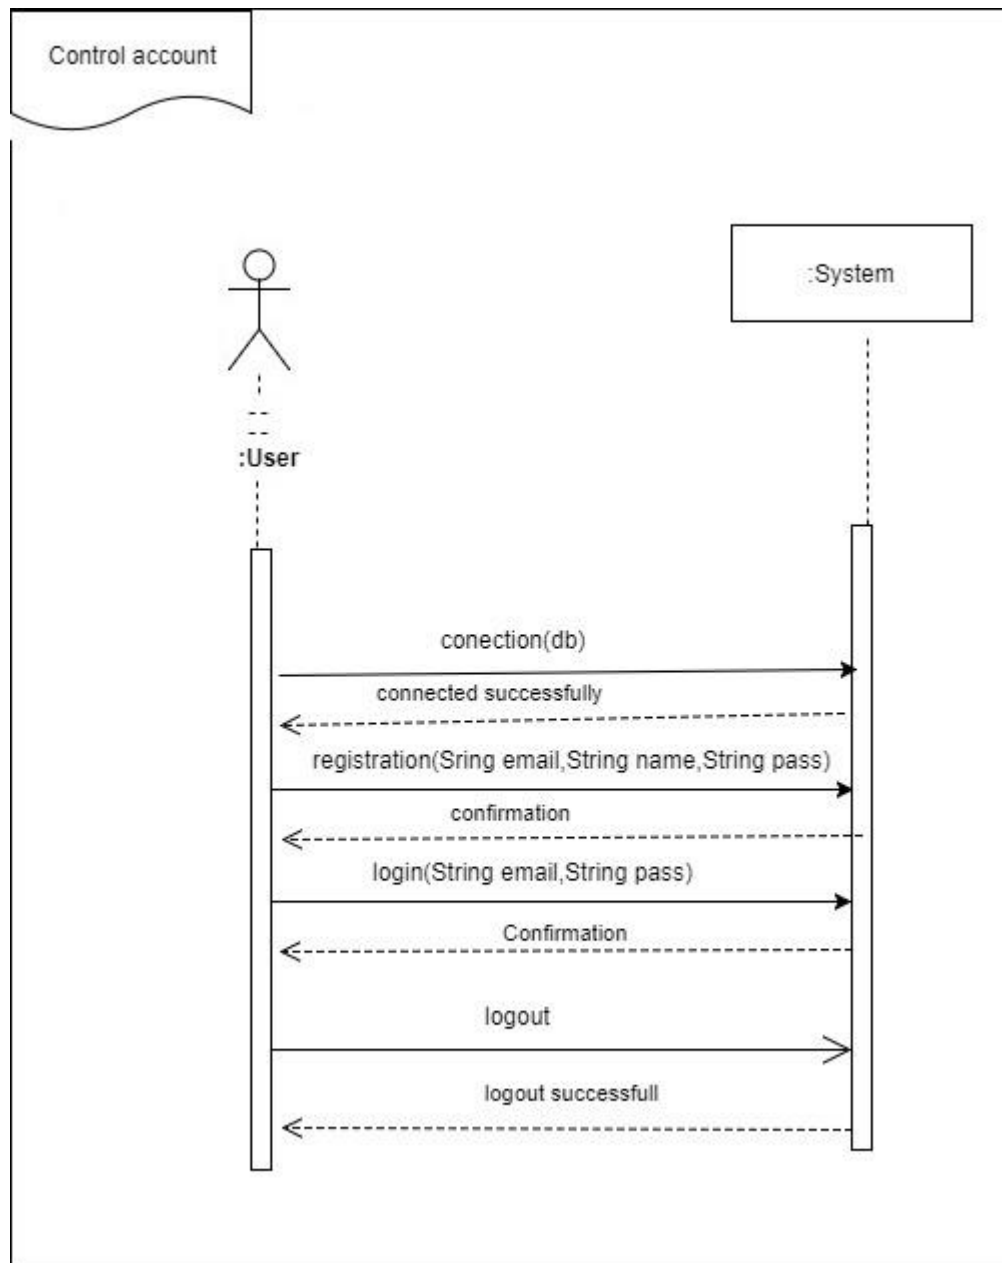 Control account
:System
:User
conection(db)
connected successfully
registration(Sring email,String name,String pass)
confirmation
login(String email,String pass)
Confirmation
logout
logout successfull